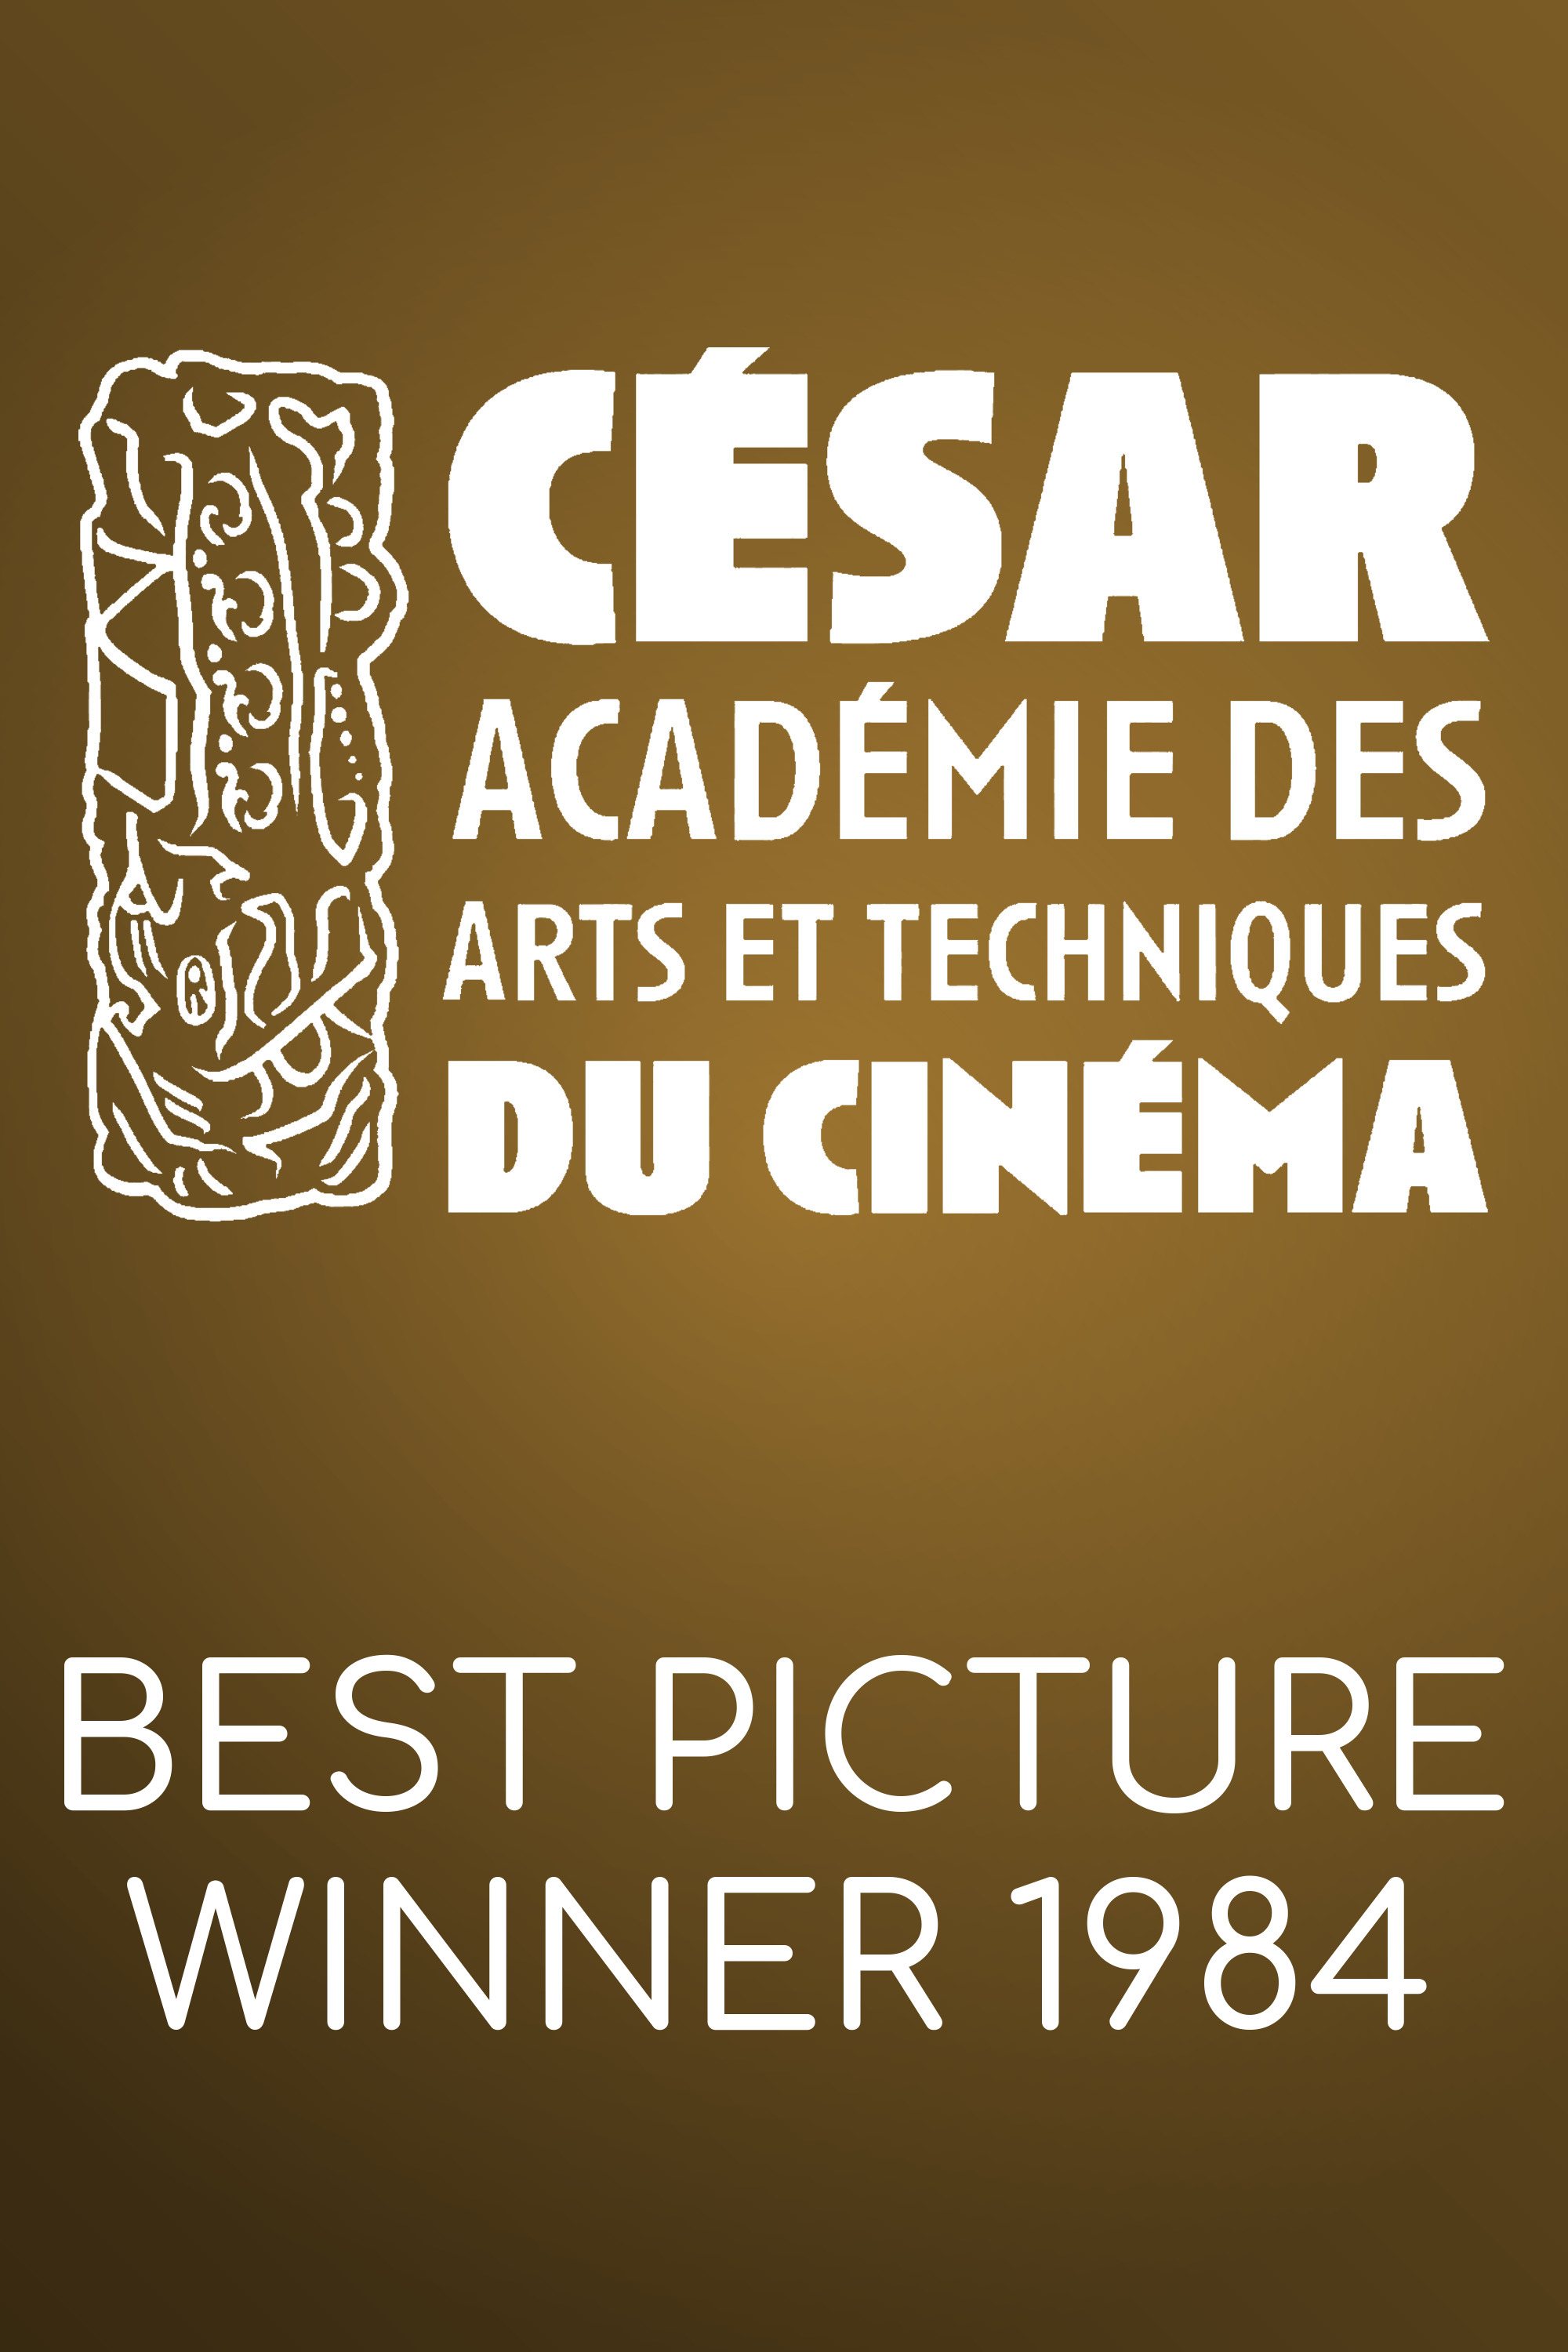 CÉSAR
ACADÉMIE DES
ARTS ET TECHNIQUES
DU CINÉMA
BEST PICTURE
WINNER 1984